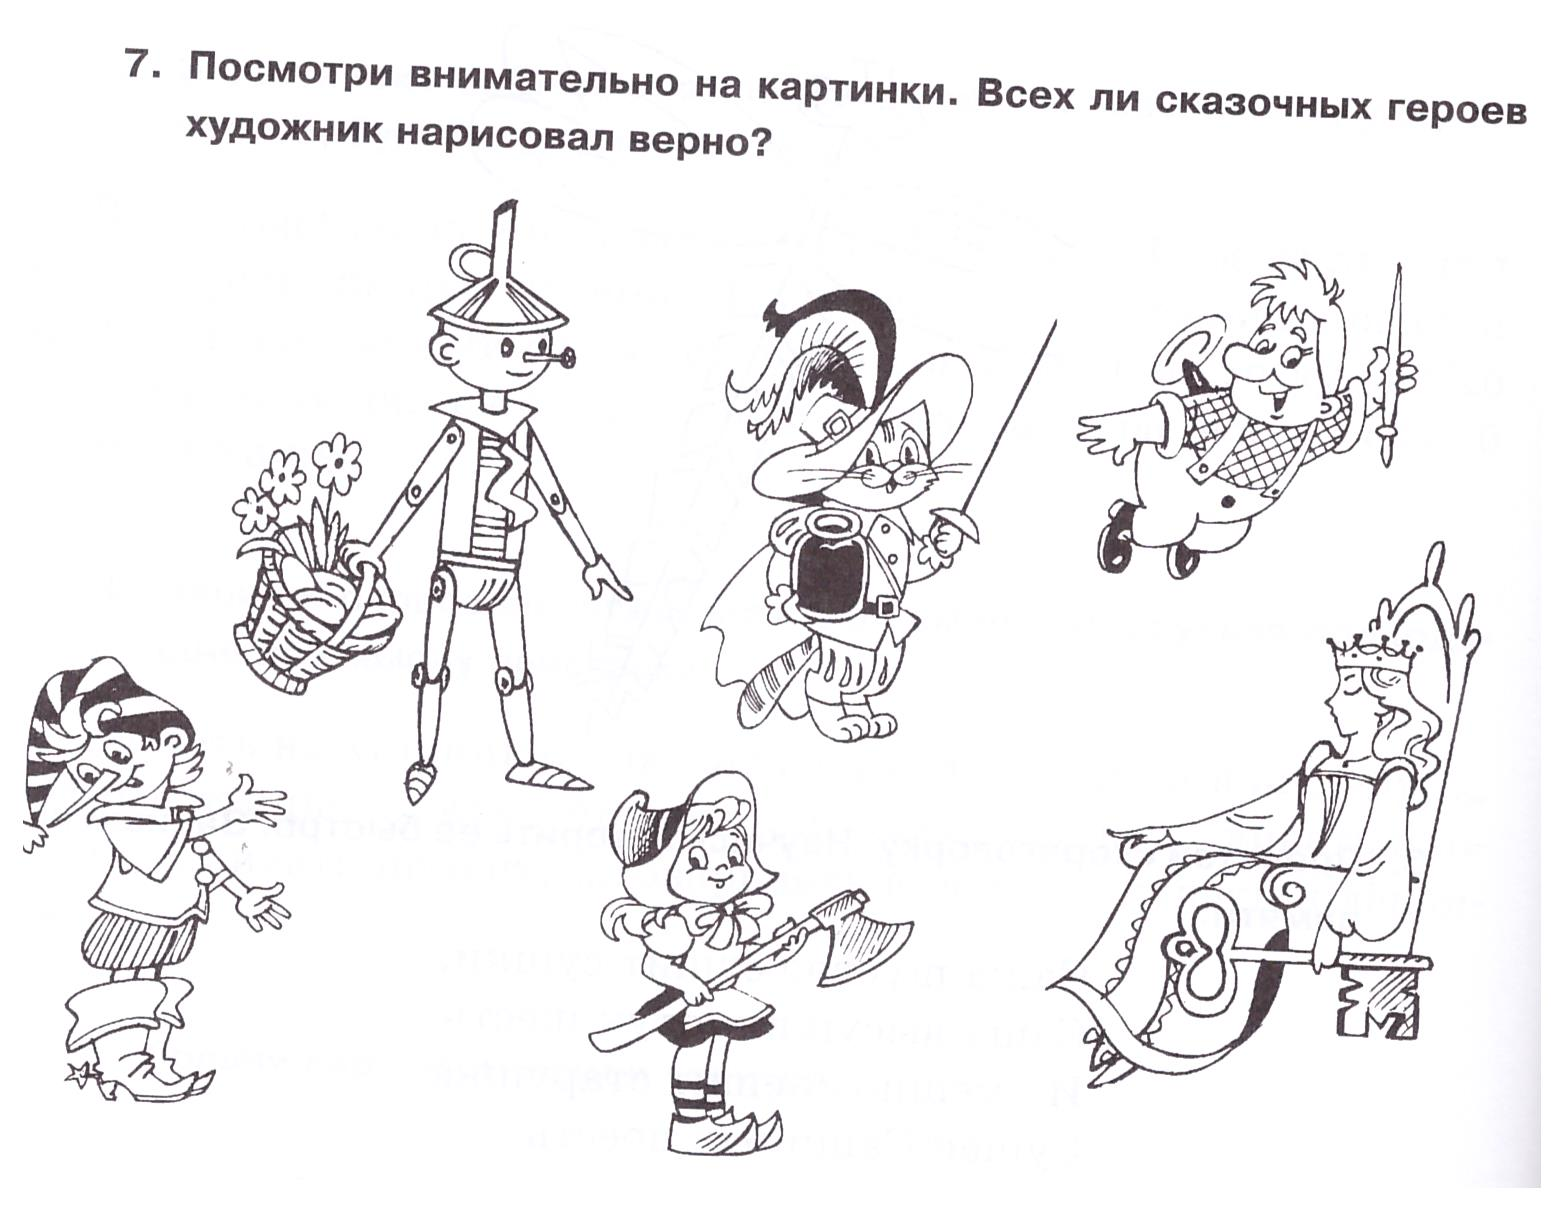 7. Посмотри внимательно на картинки. Всех ли сказочных героев
художник нарисовал верно?